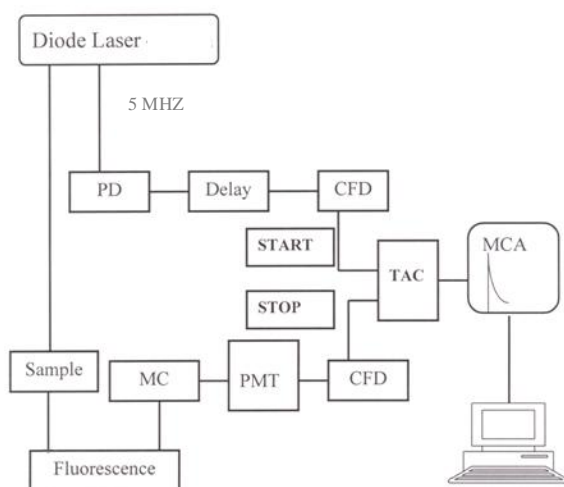 Diode Laser
5 MHZ
PD
Delay
CFD
START
MCA
TAC
STOP
Sample
MC
PMT
CFD
Fluorescence